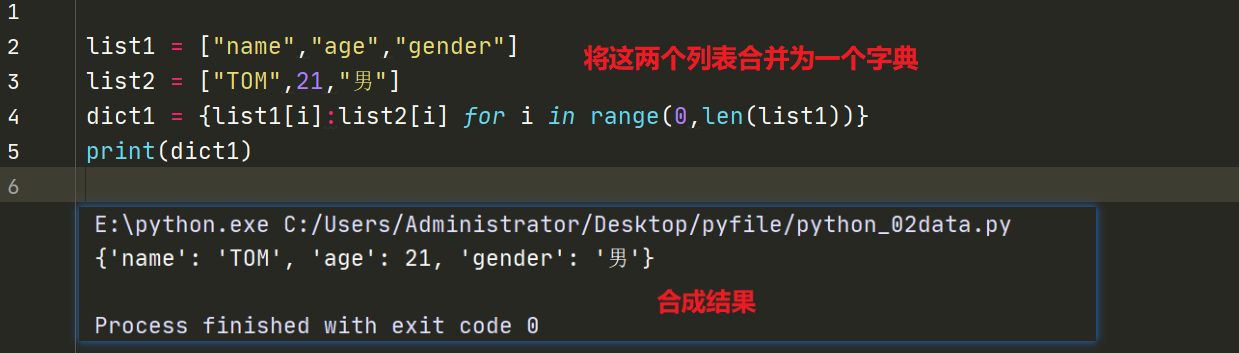 1
2 list1 = ["name","age","gender"] 将这两个列表合并为一个字典
3 list2 = ["TOM",21,"男"]
4 dict1 = {list1[i]:list2[i] for i in range(0,len(list1))}
5 print(dict1)
6
E:\python.exe C:/Users/Administrator/Desktop/pyfile/python_02data.py
{'name': 'TOM', 'age': 21, 'gender': '男'}
合成结果
Process finished with exit code 0